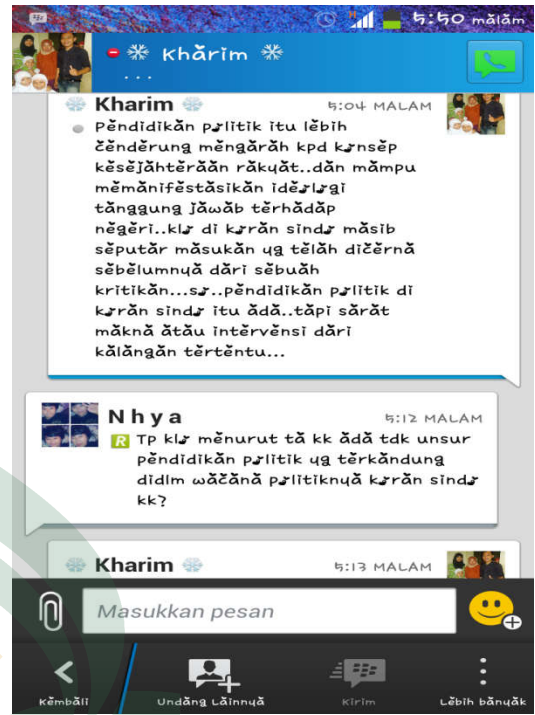 5:50 malam
❄ Kharim ❄
...
❄ Kharim ❄
5:04 MALAM
Pendidikan politik itu lebih
cenderung mengarah kpd konsep
kesejahteraan rakyat..dan mampu
memanifestasikan ideologi
tanggung jawab terhadap
negeri..klo di koran sindo masib
seputar masukan yg telah dicerna
sebelumnya dari sebuah
kritikan...so..pendidikan politik di
koran sindo itu ada..tapi sarat
makna atau intervensi dari
kalangan tertentu...
Nhya
5:12 MALAM
R Tp klo menurut ta kk ada tdk unsur
pendidikan politik yg terkandung
didlm wacana politiknya koran sindo
kk?
❄ Kharim ❄
5:13 MALAM
Masukkan pesan
Kembali
Undang Lainnya
Kirim
Lebih banyak